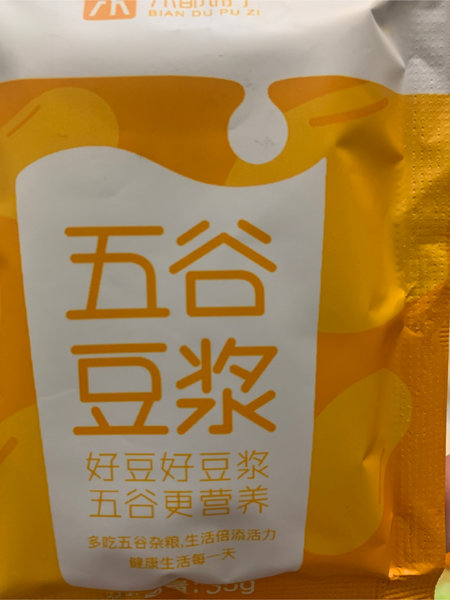 BIAN DU PU ZI
五谷
豆浆
好豆好豆浆
五谷更营养
多吃五谷杂粮,生活倍添活力
健康生活每一天